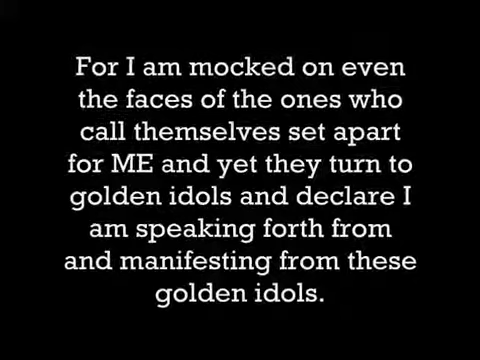 For I am mocked on even
the faces of the ones who
call themselves set apart
for ME and yet they turn to
golden idols and declare I
am speaking forth from
and manifesting from these
golden idols.